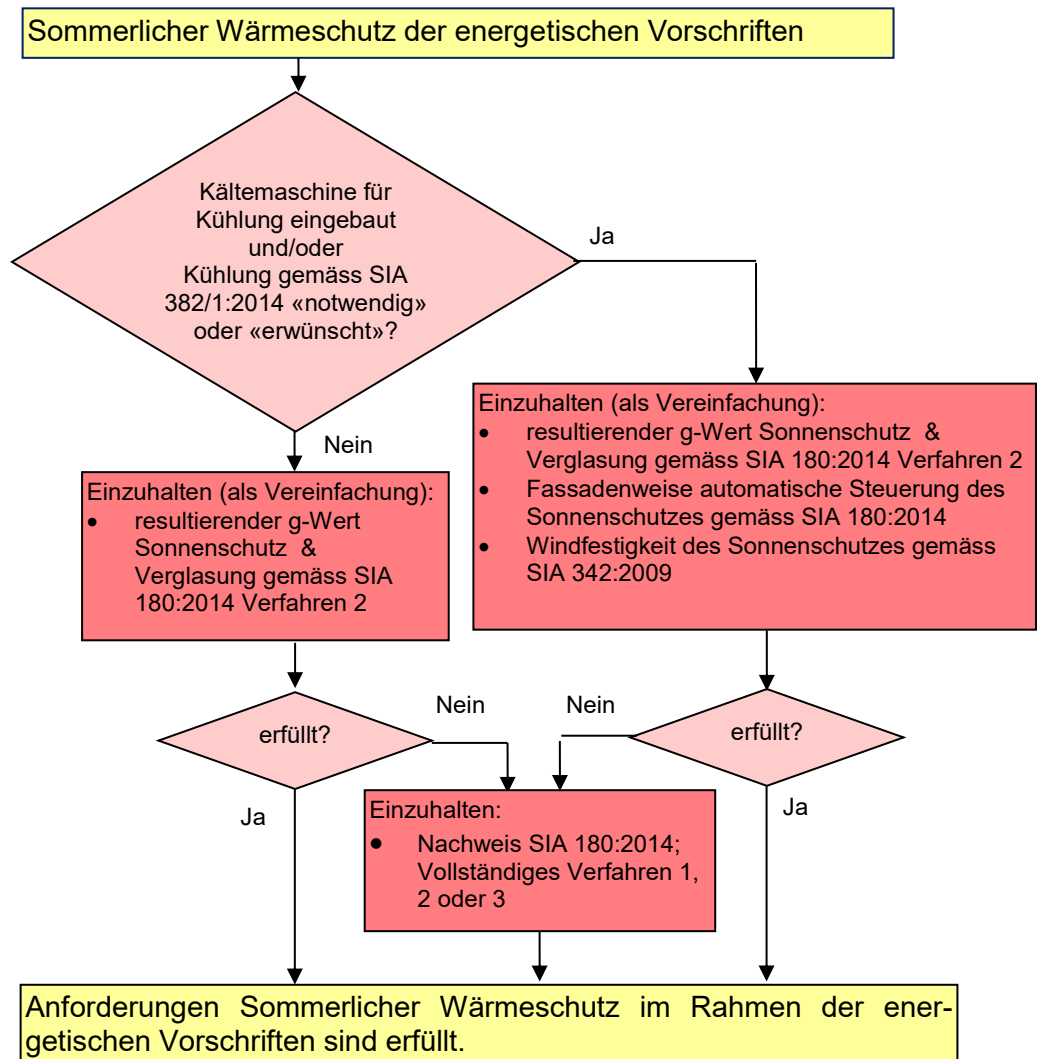 Sommerlicher Wärmeschutz der energetischen Vorschriften
Kältemaschine für
Kühlung eingebaut
und/oder
Kühlung gemäss SIA
382/1:2014 «notwendig»
oder «erwünscht»?
Ja
Nein
Einzuhalten (als Vereinfachung):
• resultierender g-Wert Sonnenschutz & 
Verglasung gemäss SIA 180:2014 Verfahren 2
• Fassadenweise automatische Steuerung des
Sonnenschutzes gemäss SIA 180:2014
• Windfestigkeit des Sonnenschutzes gemäss
SIA 342:2009
Einzuhalten (als Vereinfachung):
• resultierender g-Wert
Sonnenschutz &
Verglasung gemäss SIA
180:2014 Verfahren 2
erfüllt?
Nein
Nein
erfüllt?
Ja
Ja
Einzuhalten:
• Nachweis SIA 180:2014;
Vollständiges Verfahren 1,
2 oder 3
Anforderungen Sommerlicher Wärmeschutz im Rahmen der ener-
getischen Vorschriften sind erfüllt.